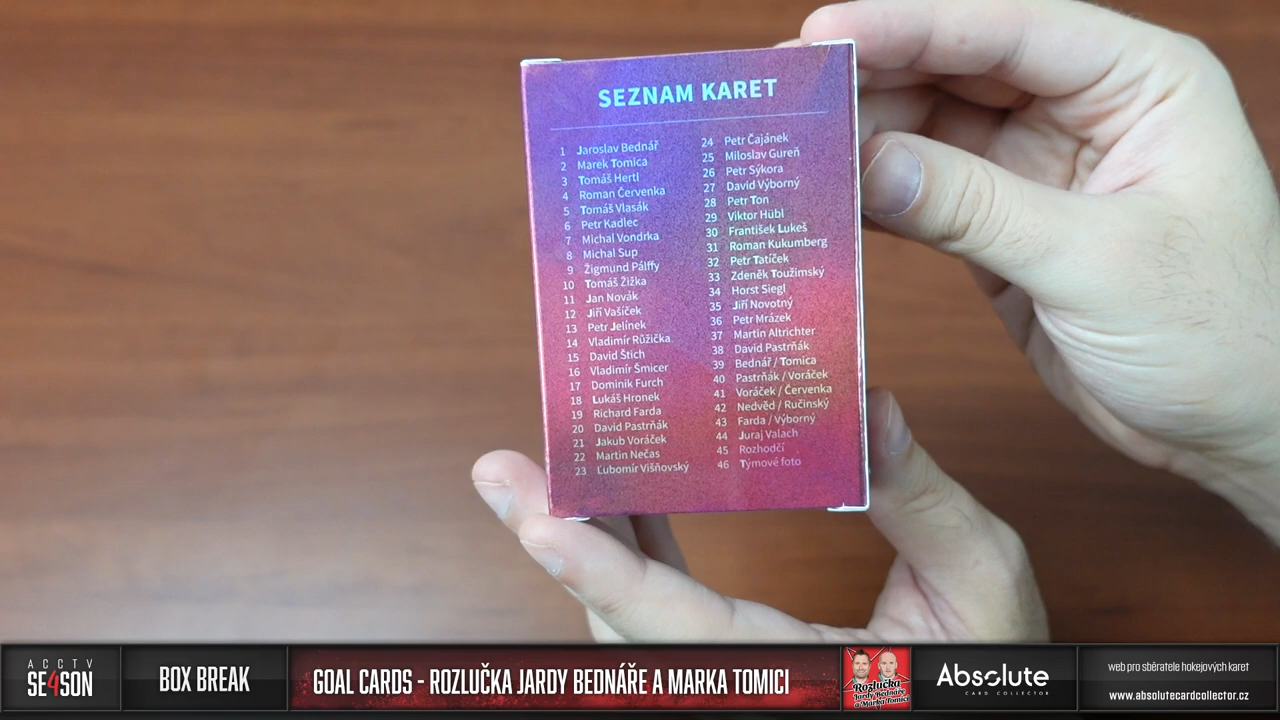 SEZNAM KARET
1 Jaroslav Bednář
2 Marek Tomica
3 Tomáš Hertl
4 Roman Červenka
5 Tomáš Vlasák
6 Petr Kadlec
7 Michal Vondrka
8 Michal Sup
9 Žigmund Pálffy
10 Tomáš Žižka
11 Jan Novák
12 Jiří Vašíček
13 Petr Jelínek
14 Vladimír Růžička
15 David Štich
16 Vladimír Šmicer
17 Dominik Furch
18 Lukáš Hronek
19 Richard Farda
20 David Pastrňák
21 Jakub Voráček
22 Martin Nečas
23 Ľubomír Višňovský
24 Petr Čajánek
25 Miloslav Guřeň
26 Petr Sýkora
27 David Výborný
28 Petr Ton
29 Viktor Hübl
30 František Lukeš
31 Roman Kukumberg
32 Petr Tatíček
33 Zdeněk Toužimský
34 Horst Siegl
35 Jiří Novotný
36 Petr Mrázek
37 Martin Altrichter
38 David Pastrňák
39 Bednář / Tomica
40 Pastrňák / Voráček
41 Voráček / Červenka
42 Nedvěd / Ručinský
43 Farda / Výborný
44 Juraj Valach
45 Rozhodčí
46 Týmové foto
ACCTV
SE4SON
BOX BREAK
GOAL CARDS - ROZLUČKA JARDY BEDNÁŘE A MARKA TOMICI
Rozlučka
Jardy Bednáře
a Marka Tomici
Absolute
CARD COLLECTOR
web pro sběratele hokejových karet
www.absolutecardcollector.cz